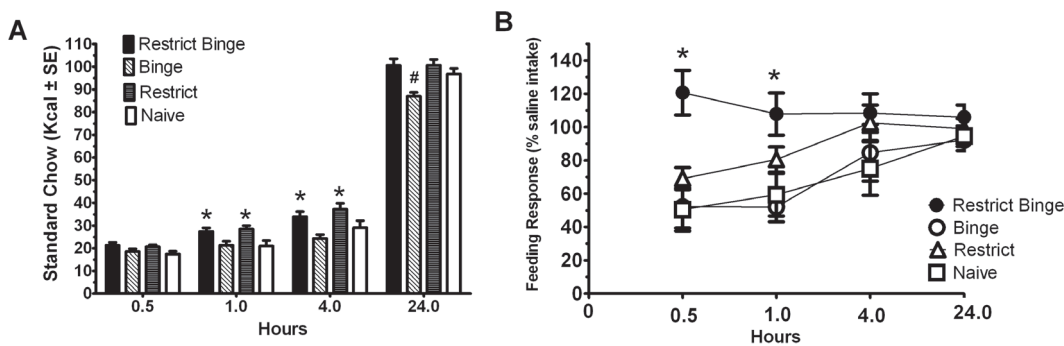 A
Standard Chow (Kcal ± SE)
110
100
90
80
70
60
50
40
30
20
10
0
Restrict Binge
Binge
Restrict
Naive
* * * * #
0.5 1.0 4.0 24.0
Hours
B
Feeding Response (% saline intake)
140
120
100
80
60
40
20
0
* *
Restrict Binge
Binge
Restrict
Naive
0 0.5 1.0 4.0 24.0
Hours